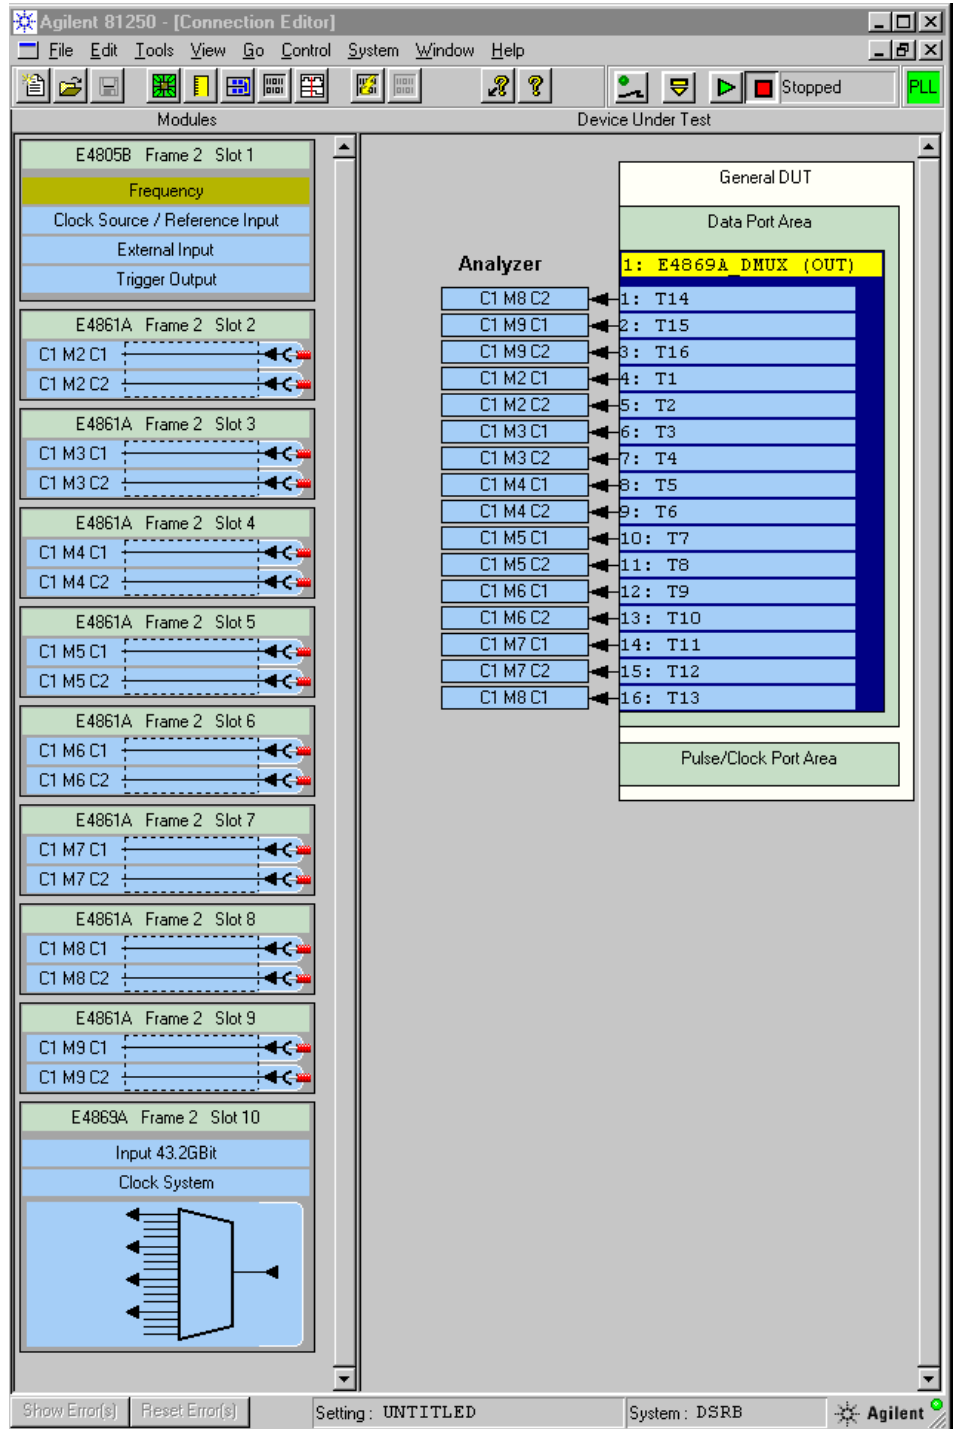 Agilent 81250 - [Connection Editor]
File Edit Tools View Go Control System Window Help
Stopped
PLL
Modules
Device Under Test
E4805B Frame 2 Slot 1
Frequency
Clock Source / Reference Input
External Input
Trigger Output
E4861A Frame 2 Slot 2
C1 M2 C1
C1 M2 C2
E4861A Frame 2 Slot 3
C1 M3 C1
C1 M3 C2
E4861A Frame 2 Slot 4
C1 M4 C1
C1 M4 C2
E4861A Frame 2 Slot 5
C1 M5 C1
C1 M5 C2
E4861A Frame 2 Slot 6
C1 M6 C1
C1 M6 C2
E4861A Frame 2 Slot 7
C1 M7 C1
C1 M7 C2
E4861A Frame 2 Slot 8
C1 M8 C1
C1 M8 C2
E4861A Frame 2 Slot 9
C1 M9 C1
C1 M9 C2
E4869A Frame 2 Slot 10
Input 43.2GBit
Clock System
General DUT
Data Port Area
Analyzer
1: E4869A_DMUX (OUT)
C1 M8 C2 1: T14
C1 M9 C1 2: T15
C1 M9 C2 3: T16
C1 M2 C1 4: T1
C1 M2 C2 5: T2
C1 M3 C1 6: T3
C1 M3 C2 7: T4
C1 M4 C1 8: T5
C1 M4 C2 9: T6
C1 M5 C1 10: T7
C1 M5 C2 11: T8
C1 M6 C1 12: T9
C1 M6 C2 13: T10
C1 M7 C1 14: T11
C1 M7 C2 15: T12
C1 M8 C1 16: T13
Pulse/Clock Port Area
Show Error(s) Reset Error(s) Setting : UNTITLED System : DSRB Agilent